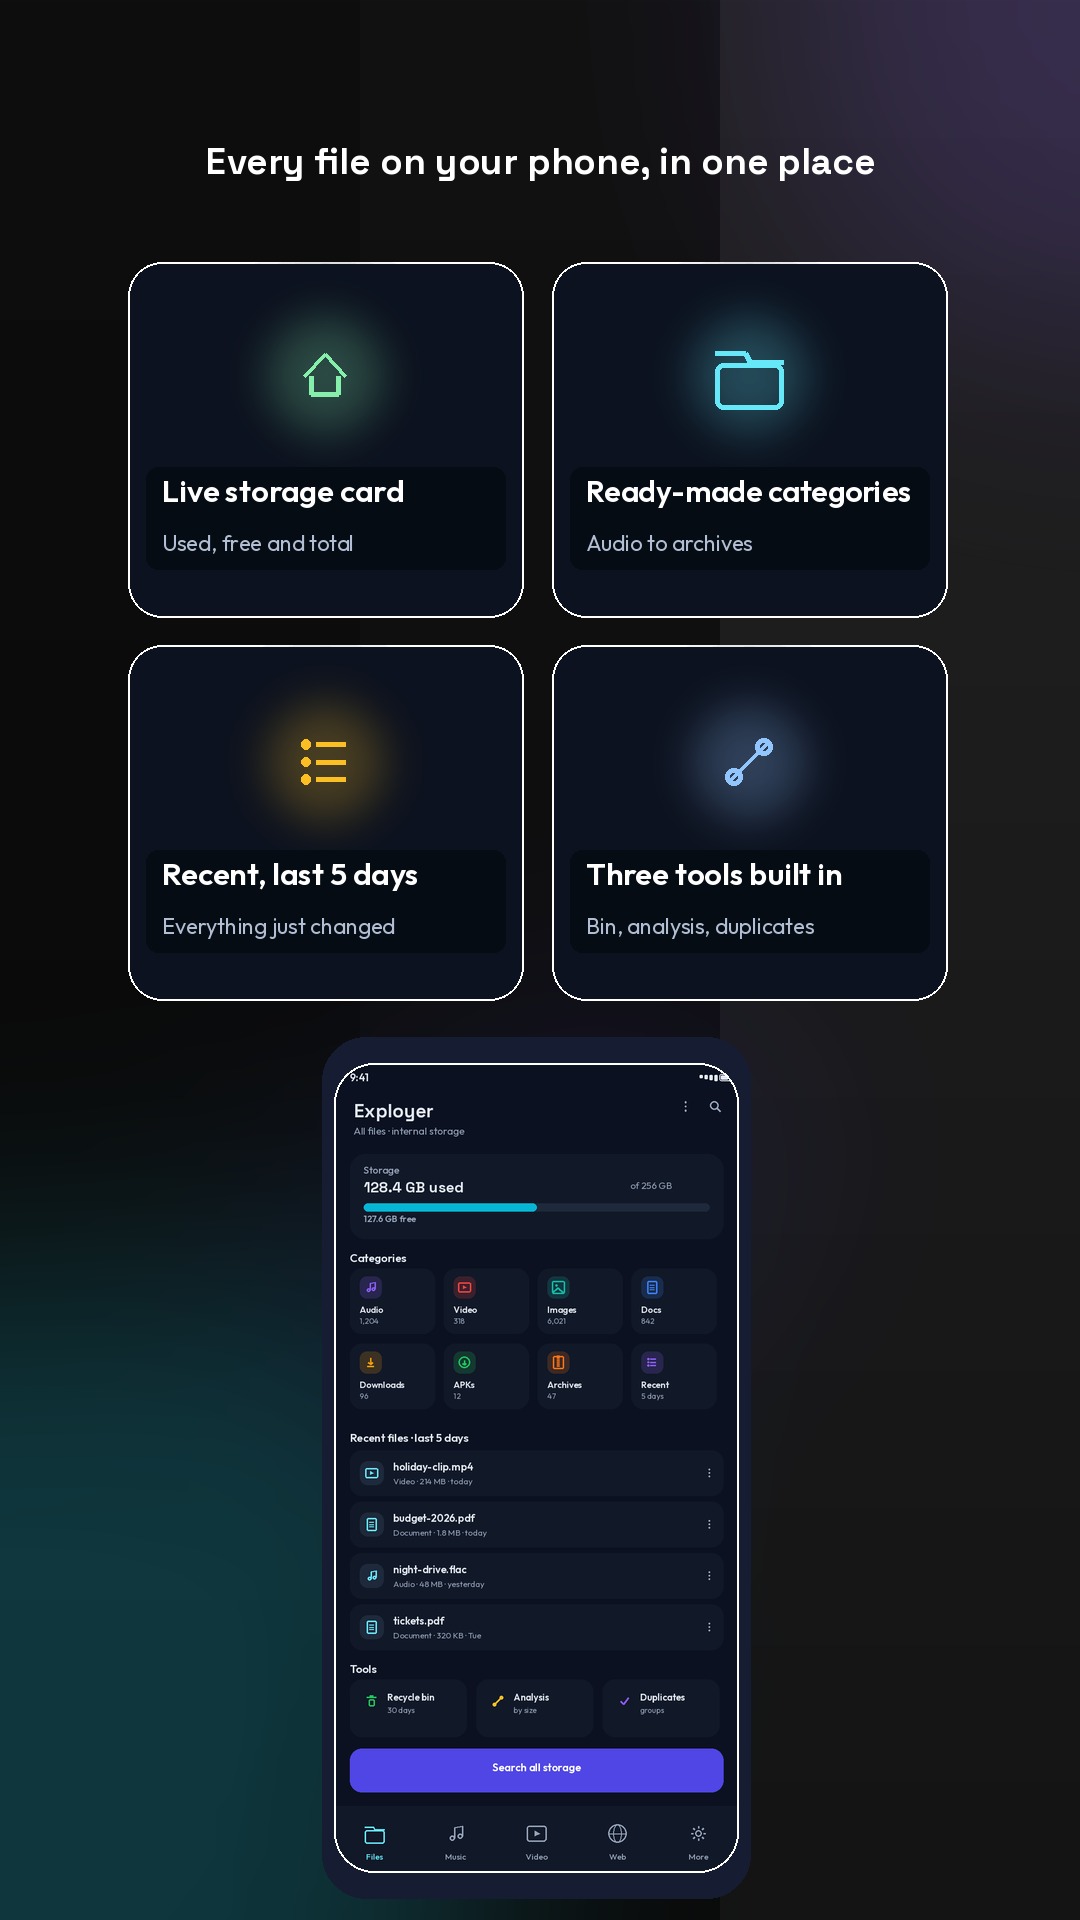 Every file on your phone, in one place
Live storage card
Used, free and total
Ready-made categories
Audio to archives
Recent, last 5 days
Everything just changed
Three tools built in
Bin, analysis, duplicates
9:41
Exployer
All files · internal storage
Storage
128.4 GB used
of 256 GB
127.6 GB free
Categories
Audio
1,204
Video
318
Images
6,021
Docs
842
Downloads
96
APKs
12
Archives
47
Recent
5 days
Recent files · last 5 days
holiday-clip.mp4
Video · 214 MB · today
budget-2026.pdf
Document · 1.8 MB · today
night-drive.flac
Audio · 48 MB · yesterday
tickets.pdf
Document · 320 KB · Tue
Tools
Recycle bin
30 days
Analysis
by size
Duplicates
groups
Search all storage
Files
Music
Video
Web
More